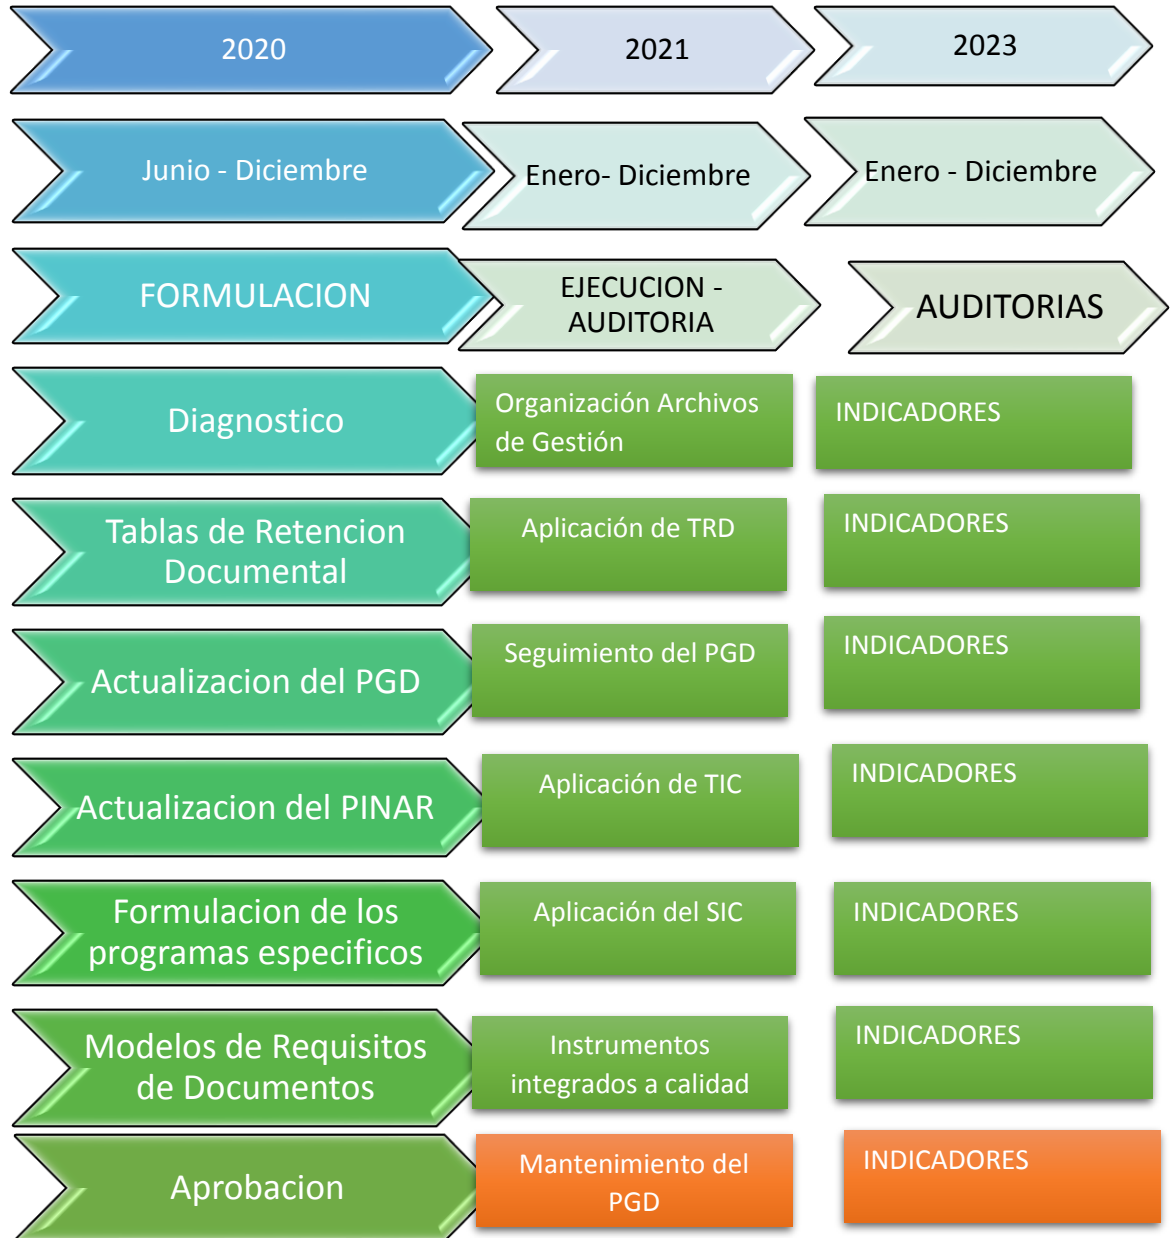 2020
2021
2023
Junio - Diciembre
Enero- Diciembre
Enero - Diciembre
FORMULACION
EJECUCION -
AUDITORIA
AUDITORIAS
Diagnostico
Organización Archivos
de Gestión
INDICADORES
Tablas de Retencion
Documental
Aplicación de TRD
INDICADORES
Actualizacion del PGD
Seguimiento del PGD
INDICADORES
Actualizacion del PINAR
Aplicación de TIC
INDICADORES
Formulacion de los
programas especificos
Aplicación del SIC
INDICADORES
Modelos de Requisitos
de Documentos
Instrumentos
integrados a calidad
INDICADORES
Aprobacion
Mantenimiento del
PGD
INDICADORES